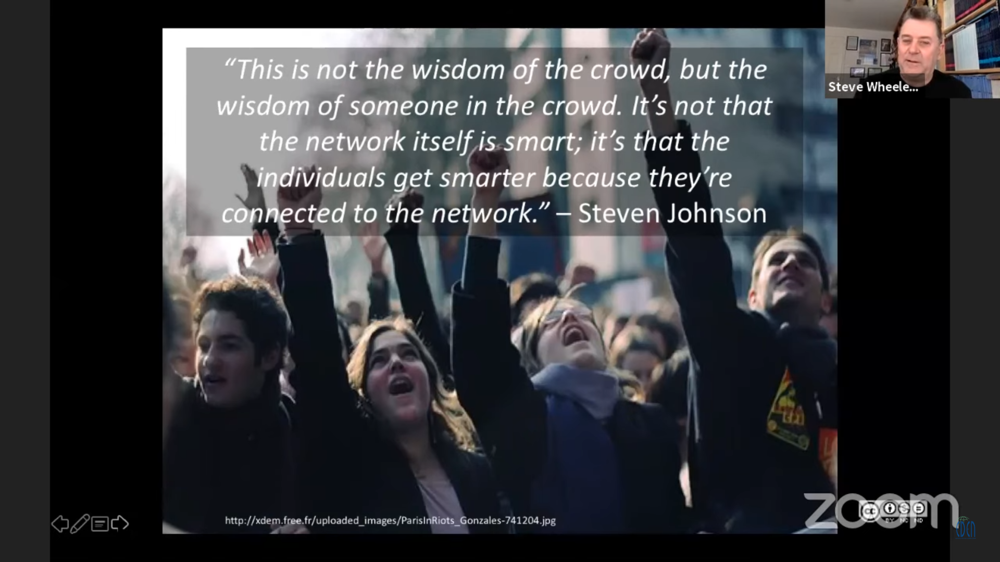 “This is not the wisdom of the crowd, but the
wisdom of someone in the crowd. It’s not that
the network itself is smart; it’s that the
individuals get smarter because they’re
connected to the network.” – Steven Johnson
Steve Wheele...
http://xdem.free.fr/uploaded_images/ParisInRiots_Gonzales-741204.jpg
zoom
cc
BY NC ND
EDEN